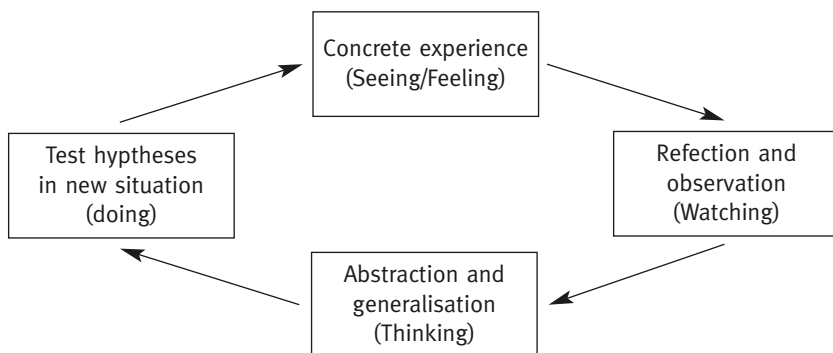 Concrete experience
(Seeing/Feeling)
Test hyptheses
in new situation
(doing)
Refection and
observation
(Watching)
Abstraction and
generalisation
(Thinking)